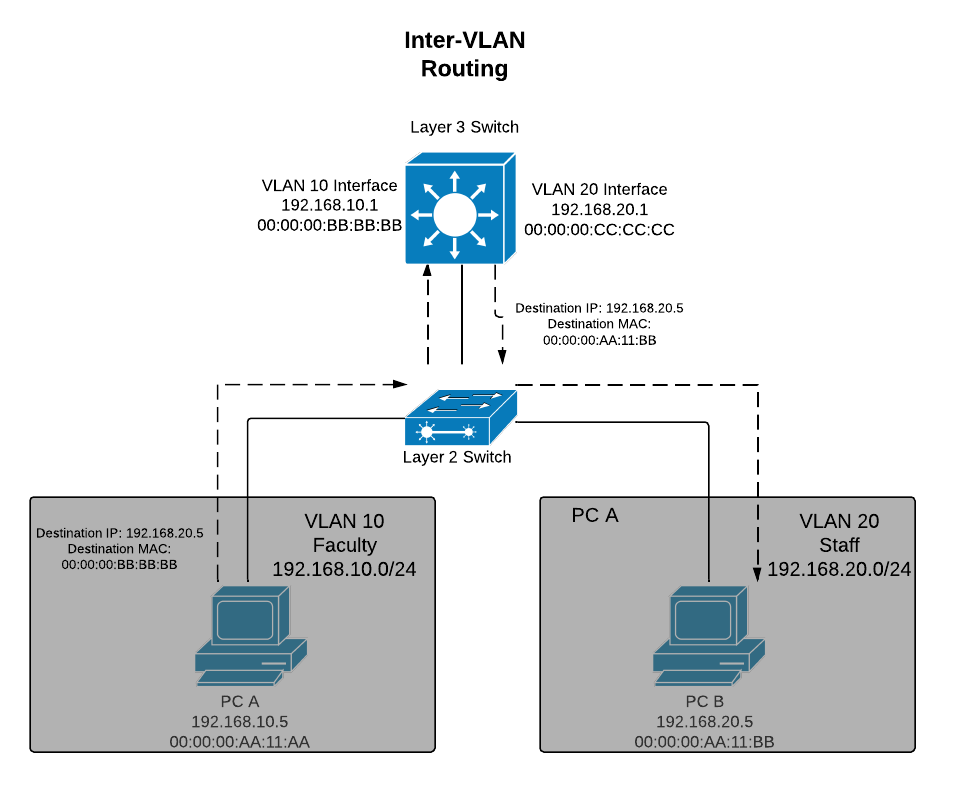 Inter-VLAN
Routing
Layer 3 Switch
VLAN 10 Interface
192.168.10.1
00:00:00:BB:BB:BB
VLAN 20 Interface
192.168.20.1
00:00:00:CC:CC:CC
Destination IP: 192.168.20.5
Destination MAC:
00:00:00:AA:11:BB
Layer 2 Switch
Destination IP: 192.168.20.5
Destination MAC:
00:00:00:BB:BB:BB
VLAN 10
Faculty
192.168.10.0/24
PC A
192.168.10.5
00:00:00:AA:11:AA
PC A
VLAN 20
Staff
192.168.20.0/24
PC B
192.168.20.5
00:00:00:AA:11:BB